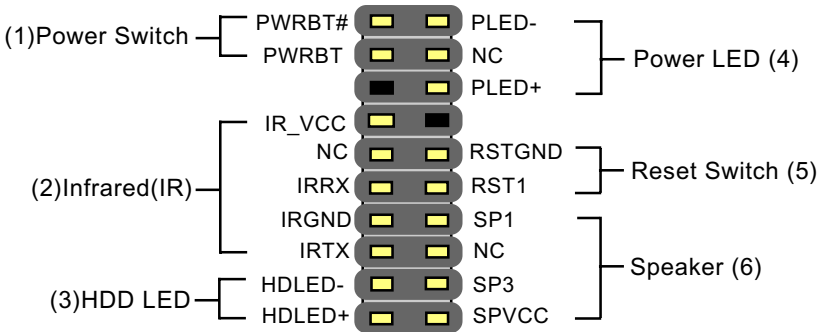 PWRBT# PLED-
(1)Power Switch
PWRBT NC
Power LED (4)
PLED+
IR_VCC
NC RSTGND
Reset Switch (5)
(2)Infrared(IR)
IRRX RST1
IRGND SP1
IRTX NC
Speaker (6)
HDLED- SP3
(3)HDD LED
HDLED+ SPVCC